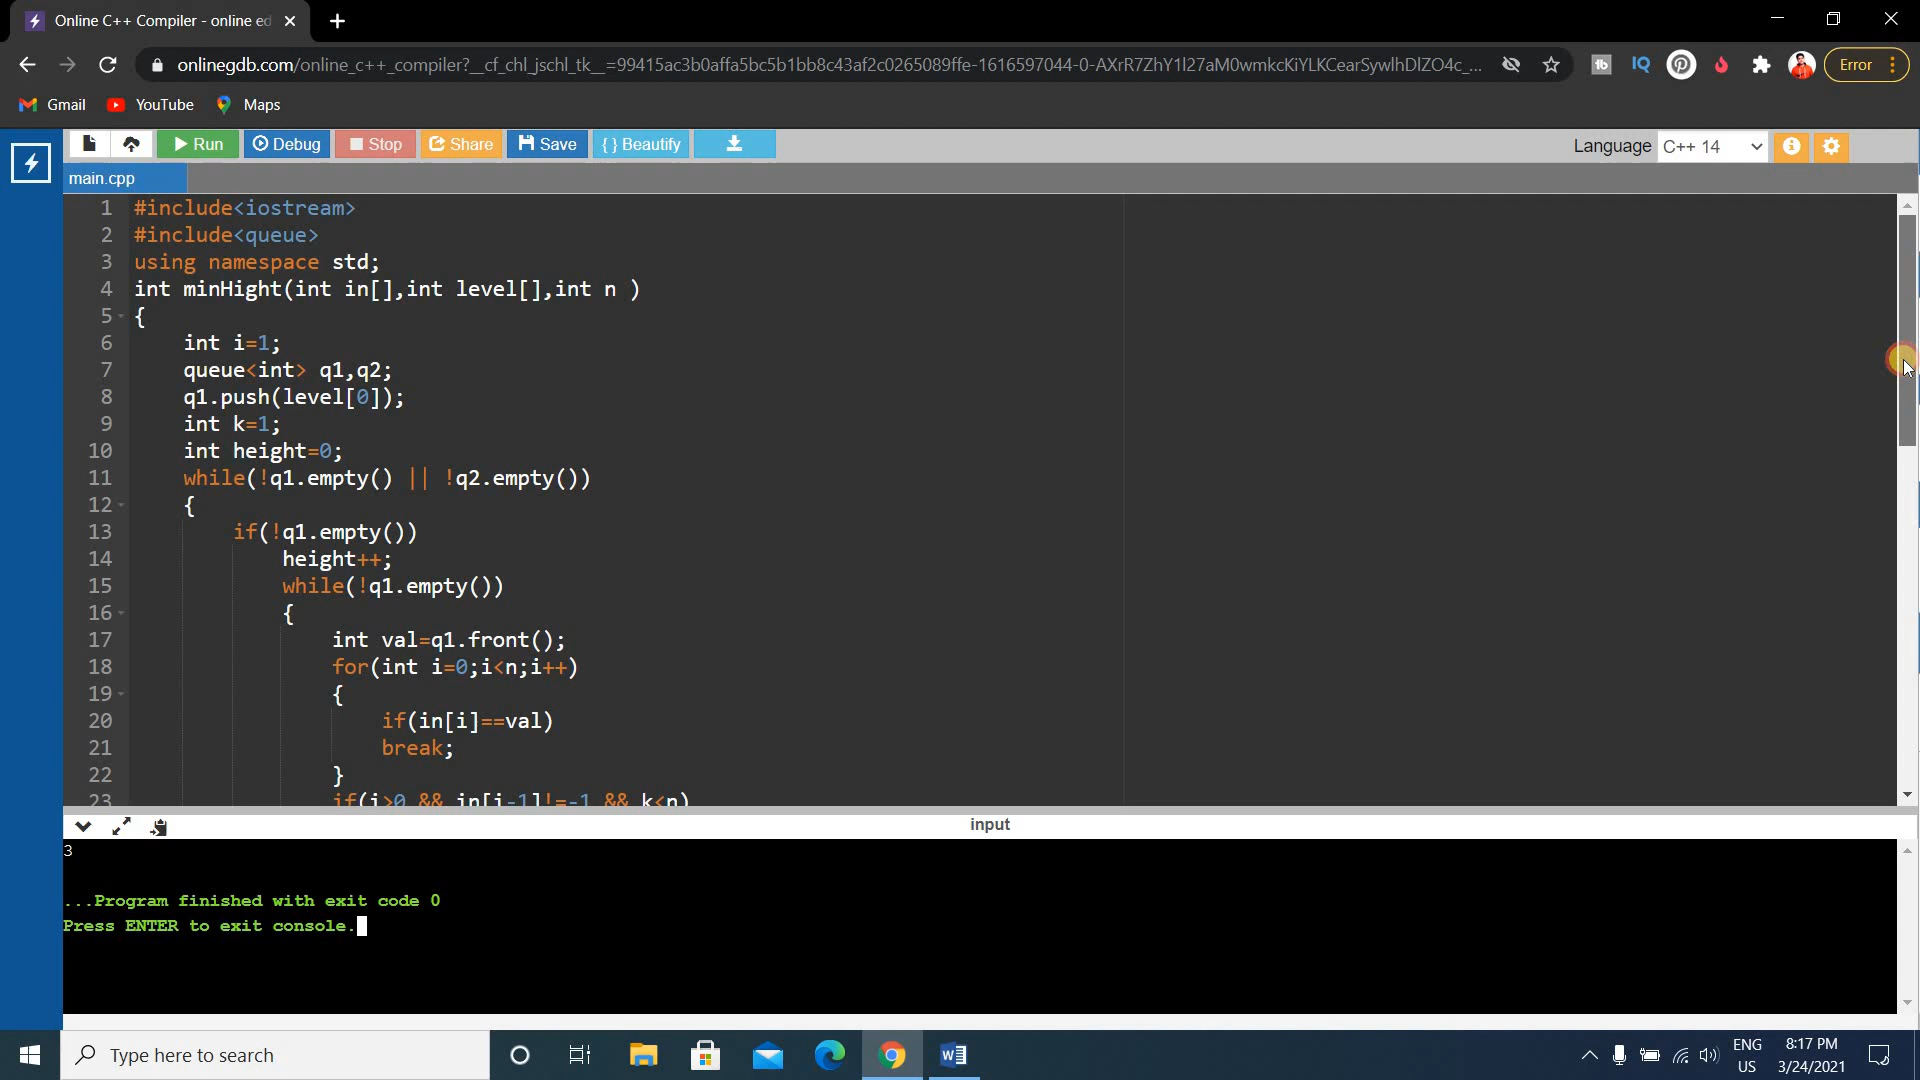 Online C++ Compiler - online ed
onlinegdb.com/online_c++_compiler?__cf_chl_jschl_tk__=99415ac3b0affa5bc5b1bb8c43af2c0265089ffe-1616597044-0-AXrR7ZhY1l27aM0wmkcKiYLKCearSywlhDlZO4c_...
Error
Gmail YouTube Maps
Run Debug Stop Share Save { } Beautify Language C++ 14
main.cpp
1 #include<iostream>
2 #include<queue>
3 using namespace std;
4 int minHight(int in[],int level[],int n )
5 {
6 int i=1;
7 queue<int> q1,q2;
8 q1.push(level[0]);
9 int k=1;
10 int height=0;
11 while(!q1.empty() || !q2.empty())
12 {
13 if(!q1.empty())
14 height++;
15 while(!q1.empty())
16 {
17 int val=q1.front();
18 for(int i=0;i<n;i++)
19 {
20 if(in[i]==val)
21 break;
22 }
23 if(i>0 && in[i-1]!=-1 && k<n)
input
3
...Program finished with exit code 0
Press ENTER to exit console.
Type here to search
ENG
US
8:17 PM
3/24/2021